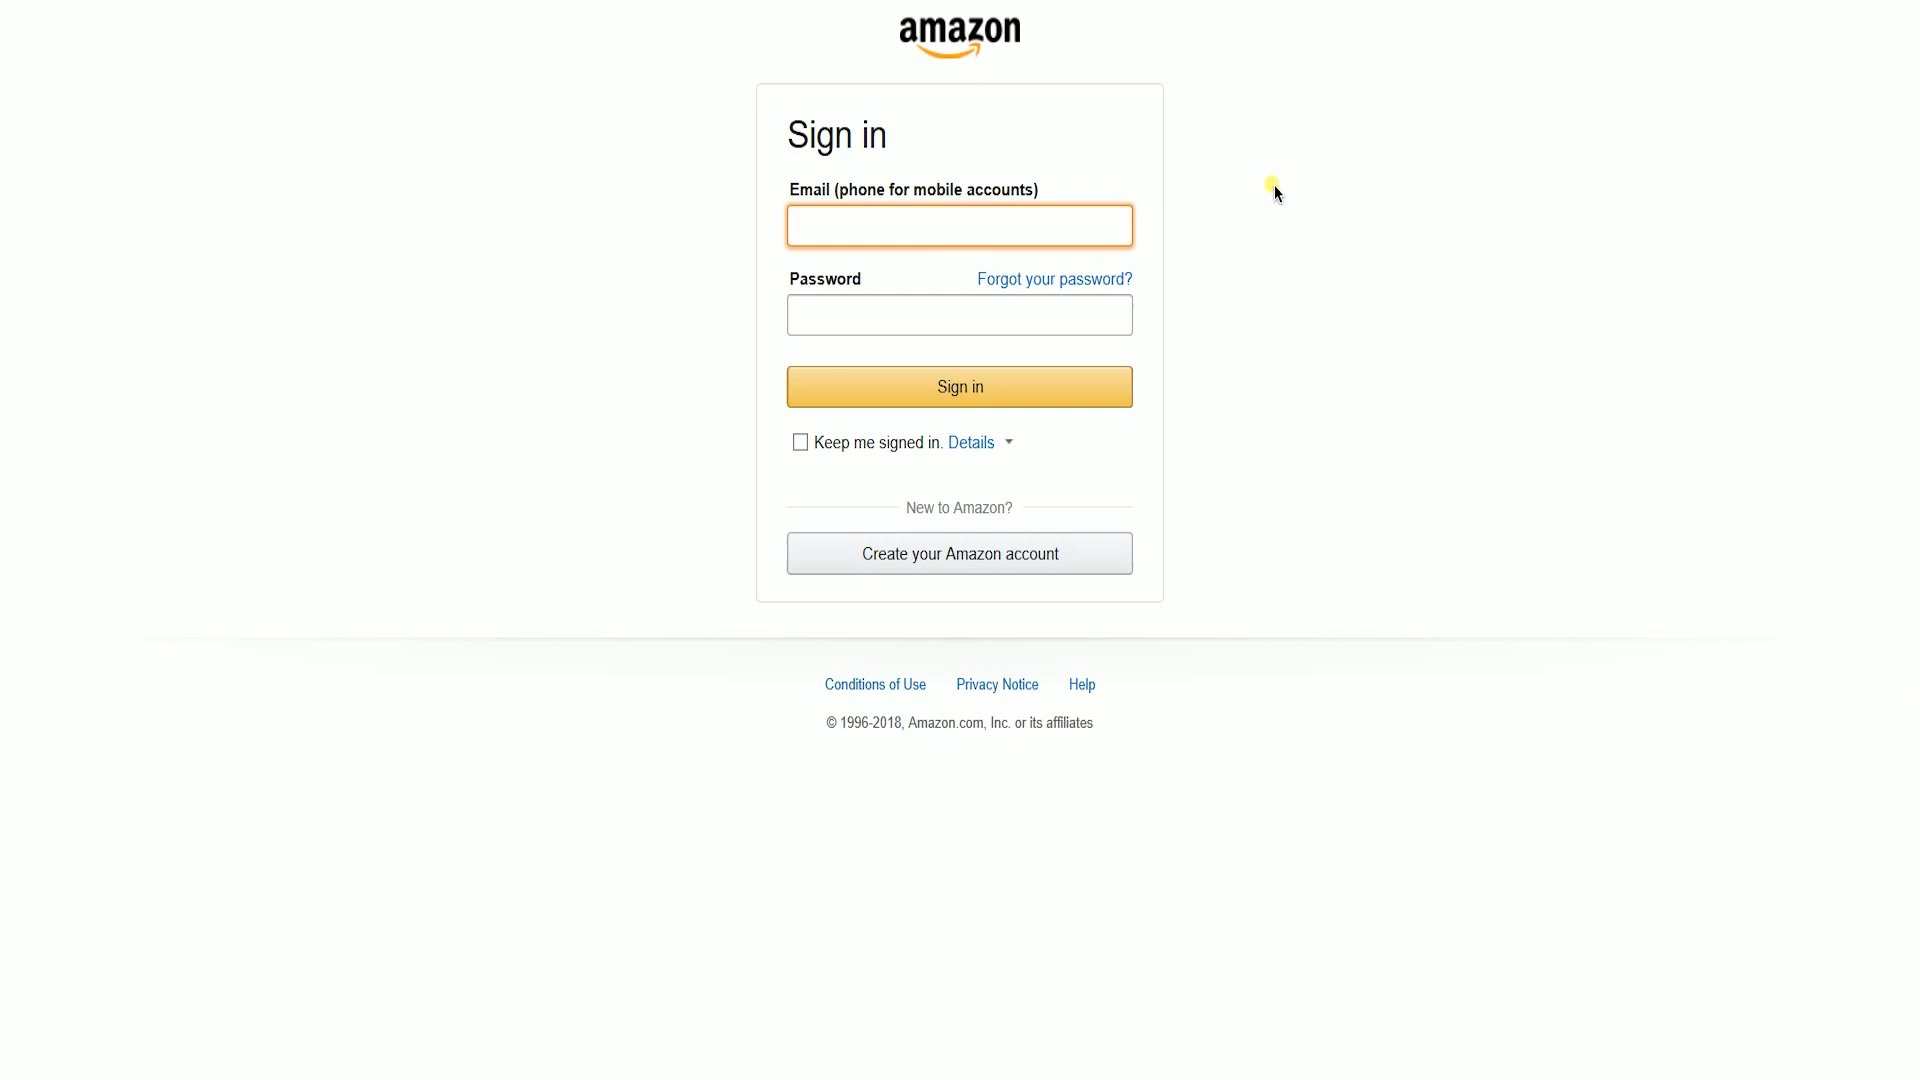 amazon
Sign in
Email (phone for mobile accounts)
Password Forgot your password?
Sign in
Keep me signed in. Details
New to Amazon?
Create your Amazon account
Conditions of Use Privacy Notice Help
© 1996-2018, Amazon.com, Inc. or its affiliates